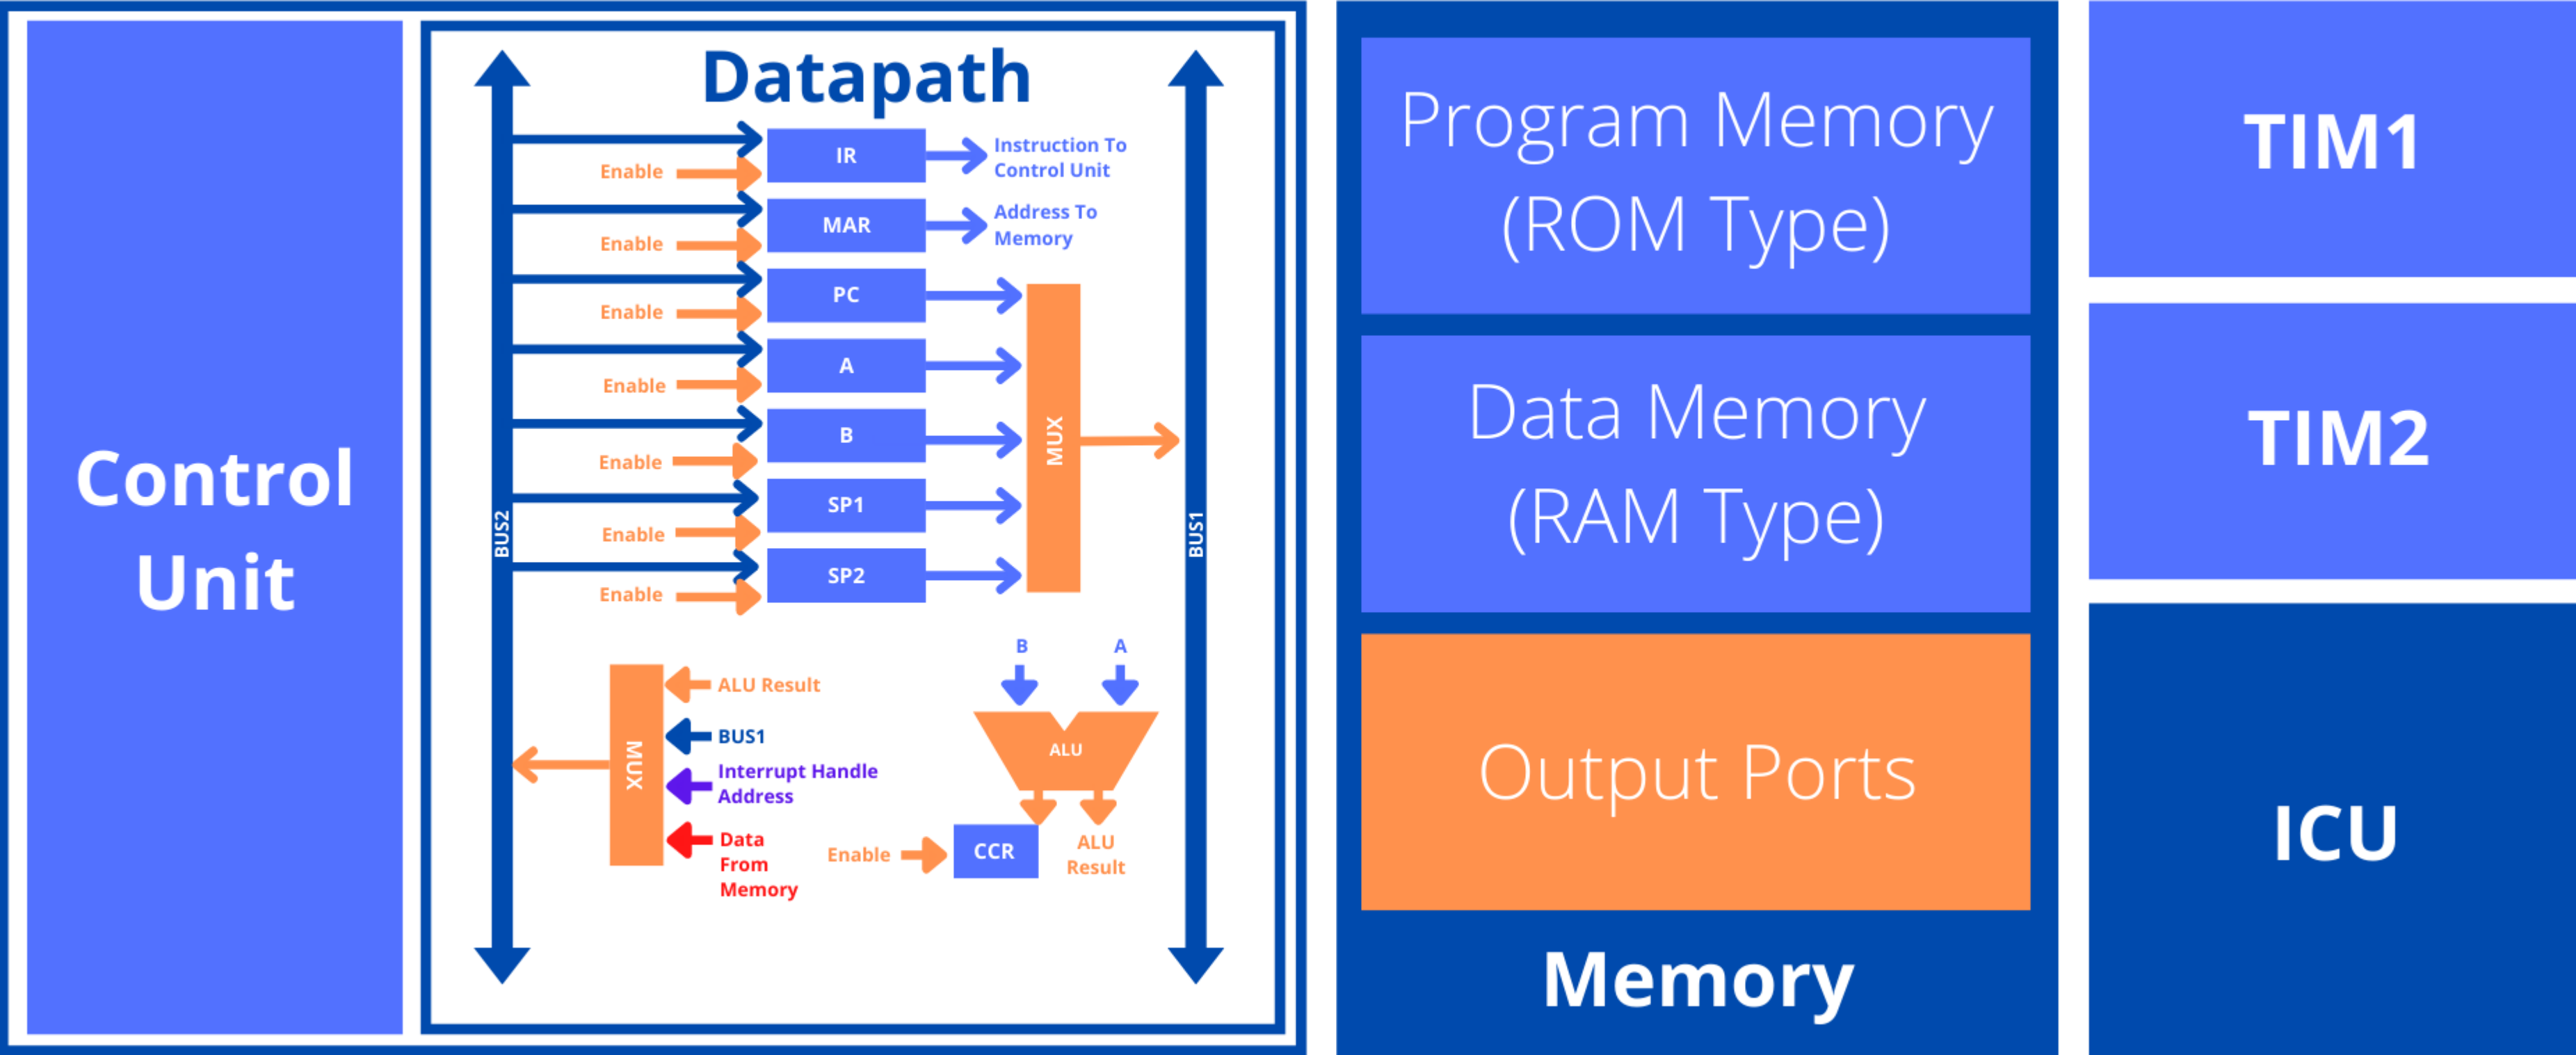 Control
Unit
Datapath
BUS2
Enable
IR
Instruction To
Control Unit
Enable
MAR
Address To
Memory
Enable
PC
Enable
A
Enable
B
Enable
SP1
Enable
SP2
MUX
BUS1
MUX
ALU Result
BUS1
Interrupt Handle
Address
Data
From
Memory
B
A
ALU
Enable
CCR
ALU
Result
Program Memory
(ROM Type)
Data Memory
(RAM Type)
Output Ports
Memory
TIM1
TIM2
ICU